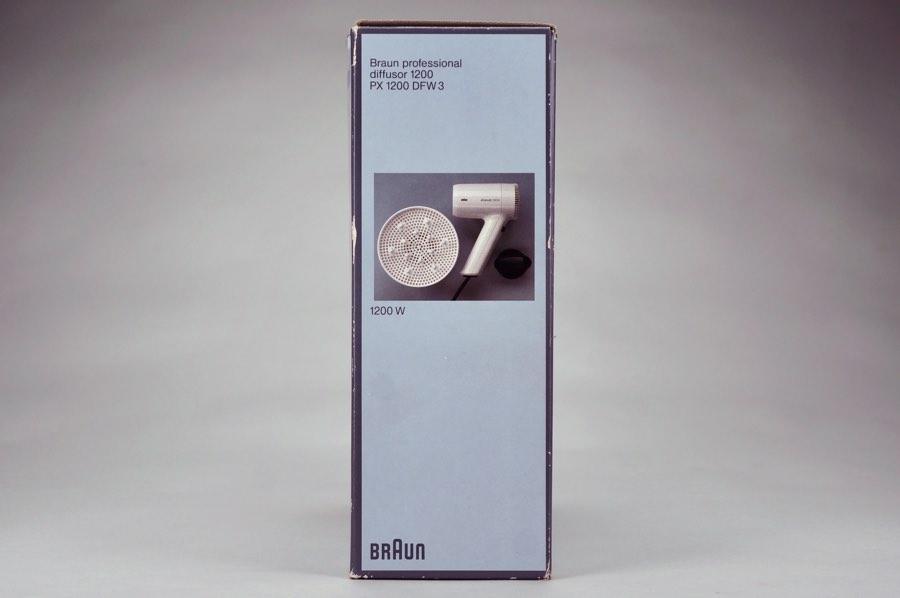 Braun professional
diffusor 1200
PX 1200 DFW 3
1200 W
BRAUN